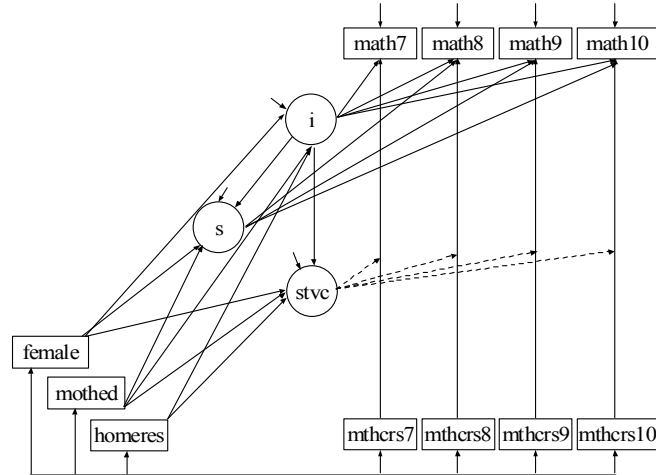 math7 math8 math9 math10
i
s
stvc
female
mothed
homeres mthcrs7 mthcrs8 mthcrs9 mthcrs10